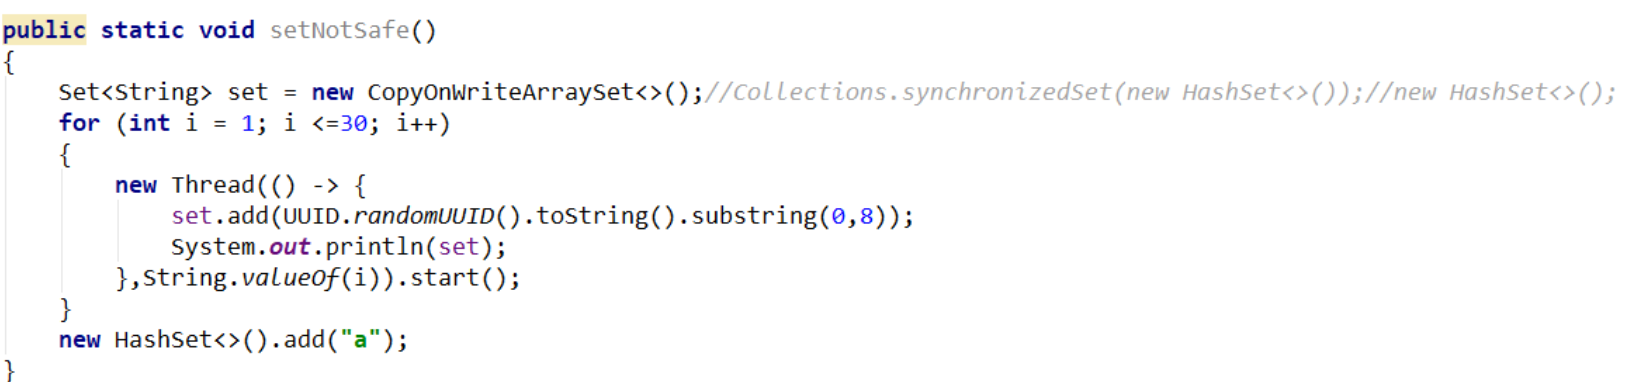 public static void setNotSafe()
{
    Set<String> set = new CopyOnWriteArraySet<>();//Collections.synchronizedSet(new HashSet<>());//new HashSet<>();
    for (int i = 1; i <=30; i++)
    {
        new Thread(() -> {
            set.add(UUID.randomUUID().toString().substring(0,8));
            System.out.println(set);
        },String.valueOf(i)).start();
    }
    new HashSet<>().add("a");
}